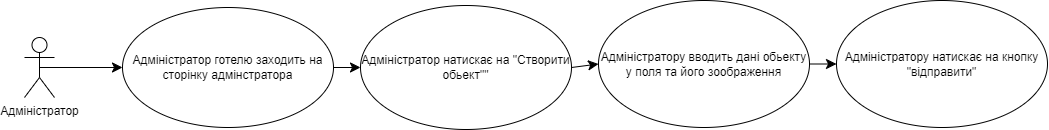 Адміністратор готелю заходить на
сторінку адмінстратора
Адміністратор натискає на "Створити
обьект""
Адміністратору вводить дані обьекту
у поля та його зоображення
Адміністратору натискає на кнопку
"відправити"
Адміністратор